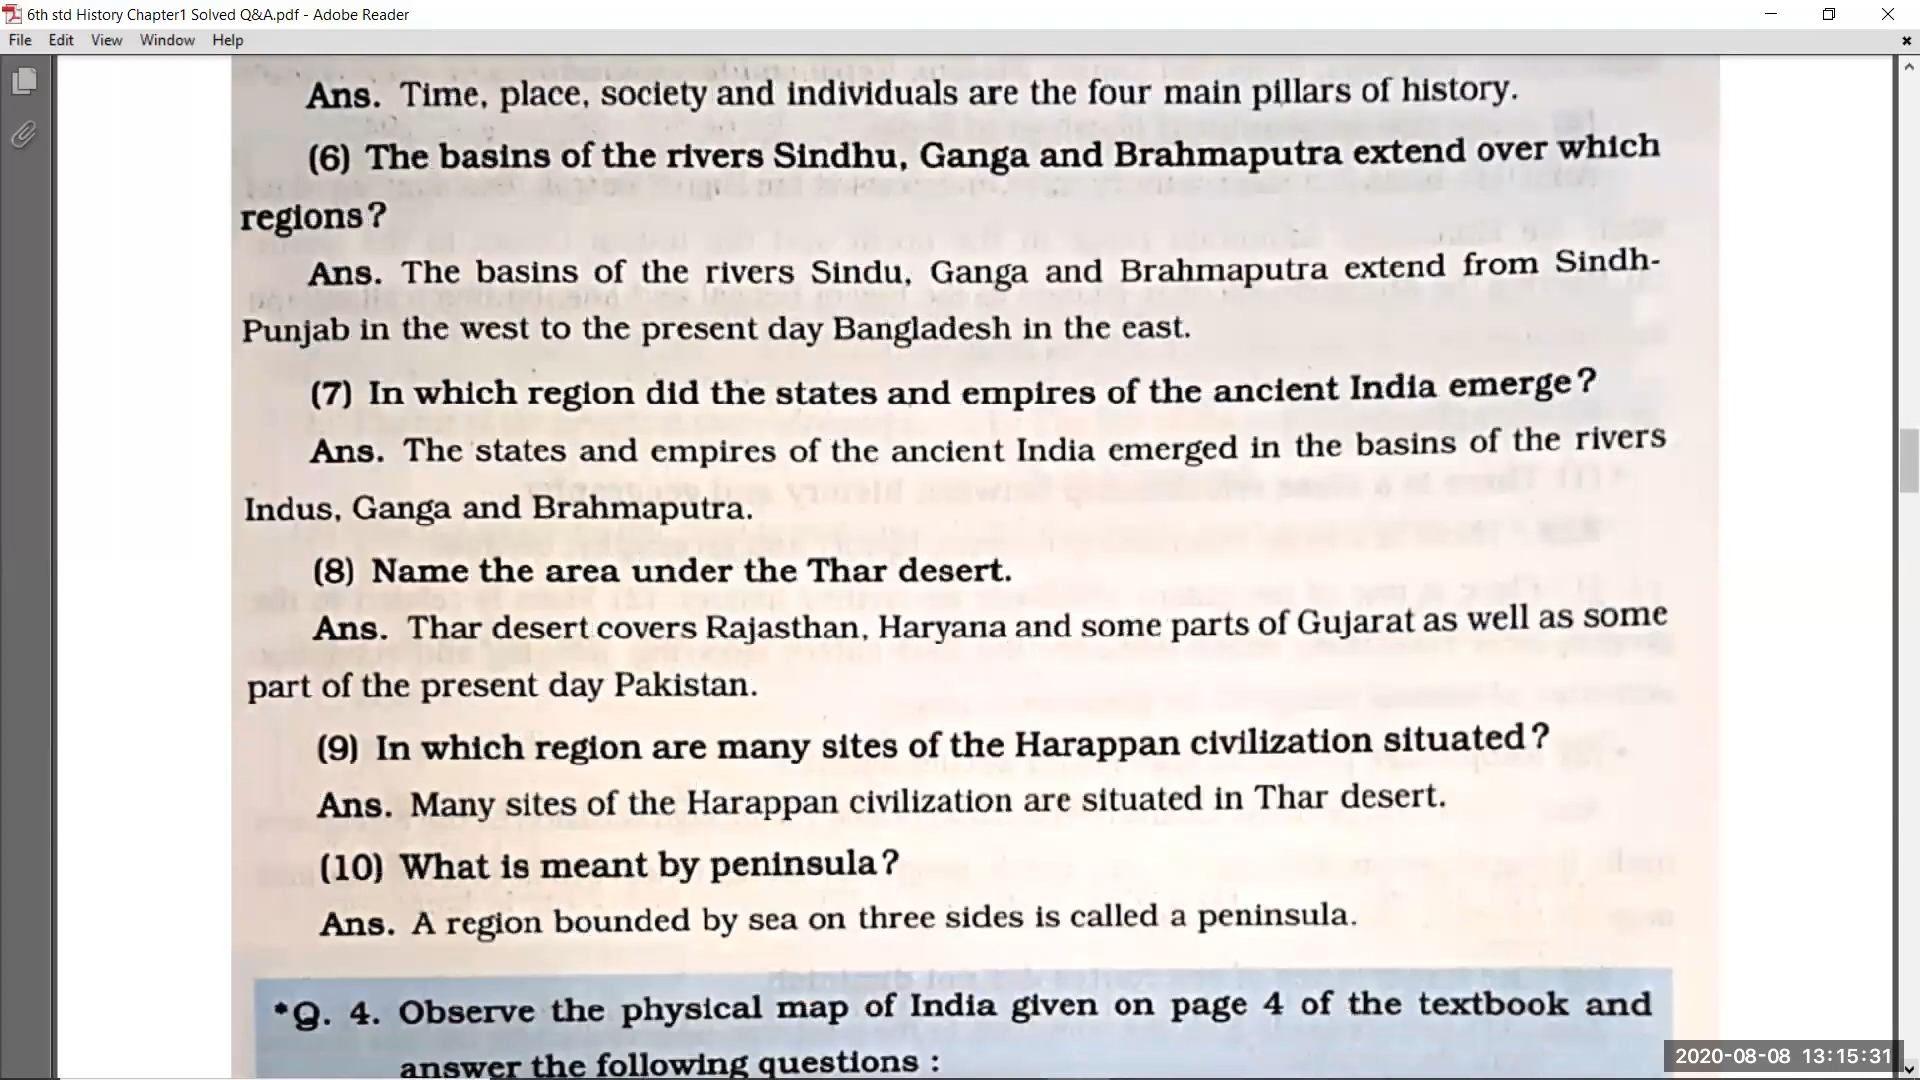 6th std History Chapter1 Solved Q&A.pdf - Adobe Reader
File Edit View Window Help
Ans. Time, place, society and individuals are the four main pillars of history.
(6) The basins of the rivers Sindhu, Ganga and Brahmaputra extend over which
regions?
Ans. The basins of the rivers Sindu, Ganga and Brahmaputra extend from Sindh-
Punjab in the west to the present day Bangladesh in the east.
(7) In which region did the states and empires of the ancient India emerge?
Ans. The states and empires of the ancient India emerged in the basins of the rivers
Indus, Ganga and Brahmaputra.
(8) Name the area under the Thar desert.
Ans. Thar desert covers Rajasthan, Haryana and some parts of Gujarat as well as some
part of the present day Pakistan.
(9) In which region are many sites of the Harappan civilization situated?
Ans. Many sites of the Harappan civilization are situated in Thar desert.
(10) What is meant by peninsula?
Ans. A region bounded by sea on three sides is called a peninsula.
*Q. 4. Observe the physical map of India given on page 4 of the textbook and
answer the following questions :
2020-08-08 13:15:31